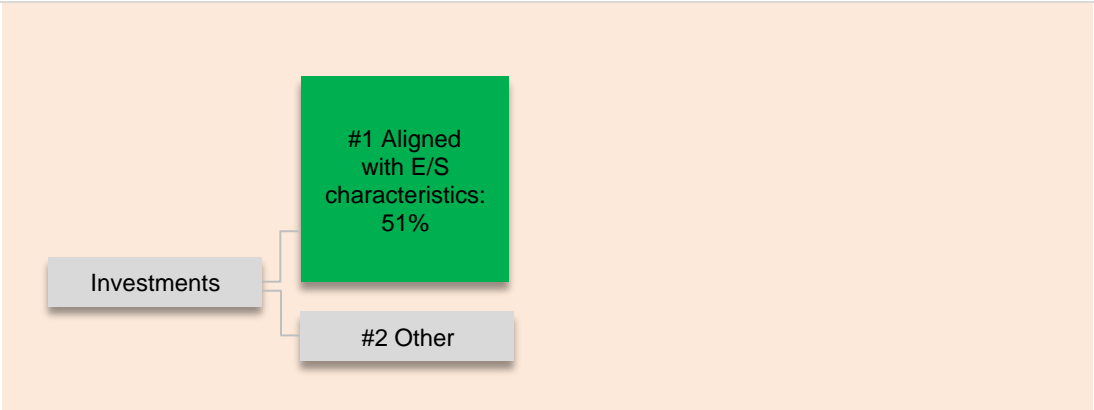 #1 Aligned
with E/S
characteristics:
51%
Investments
#2 Other